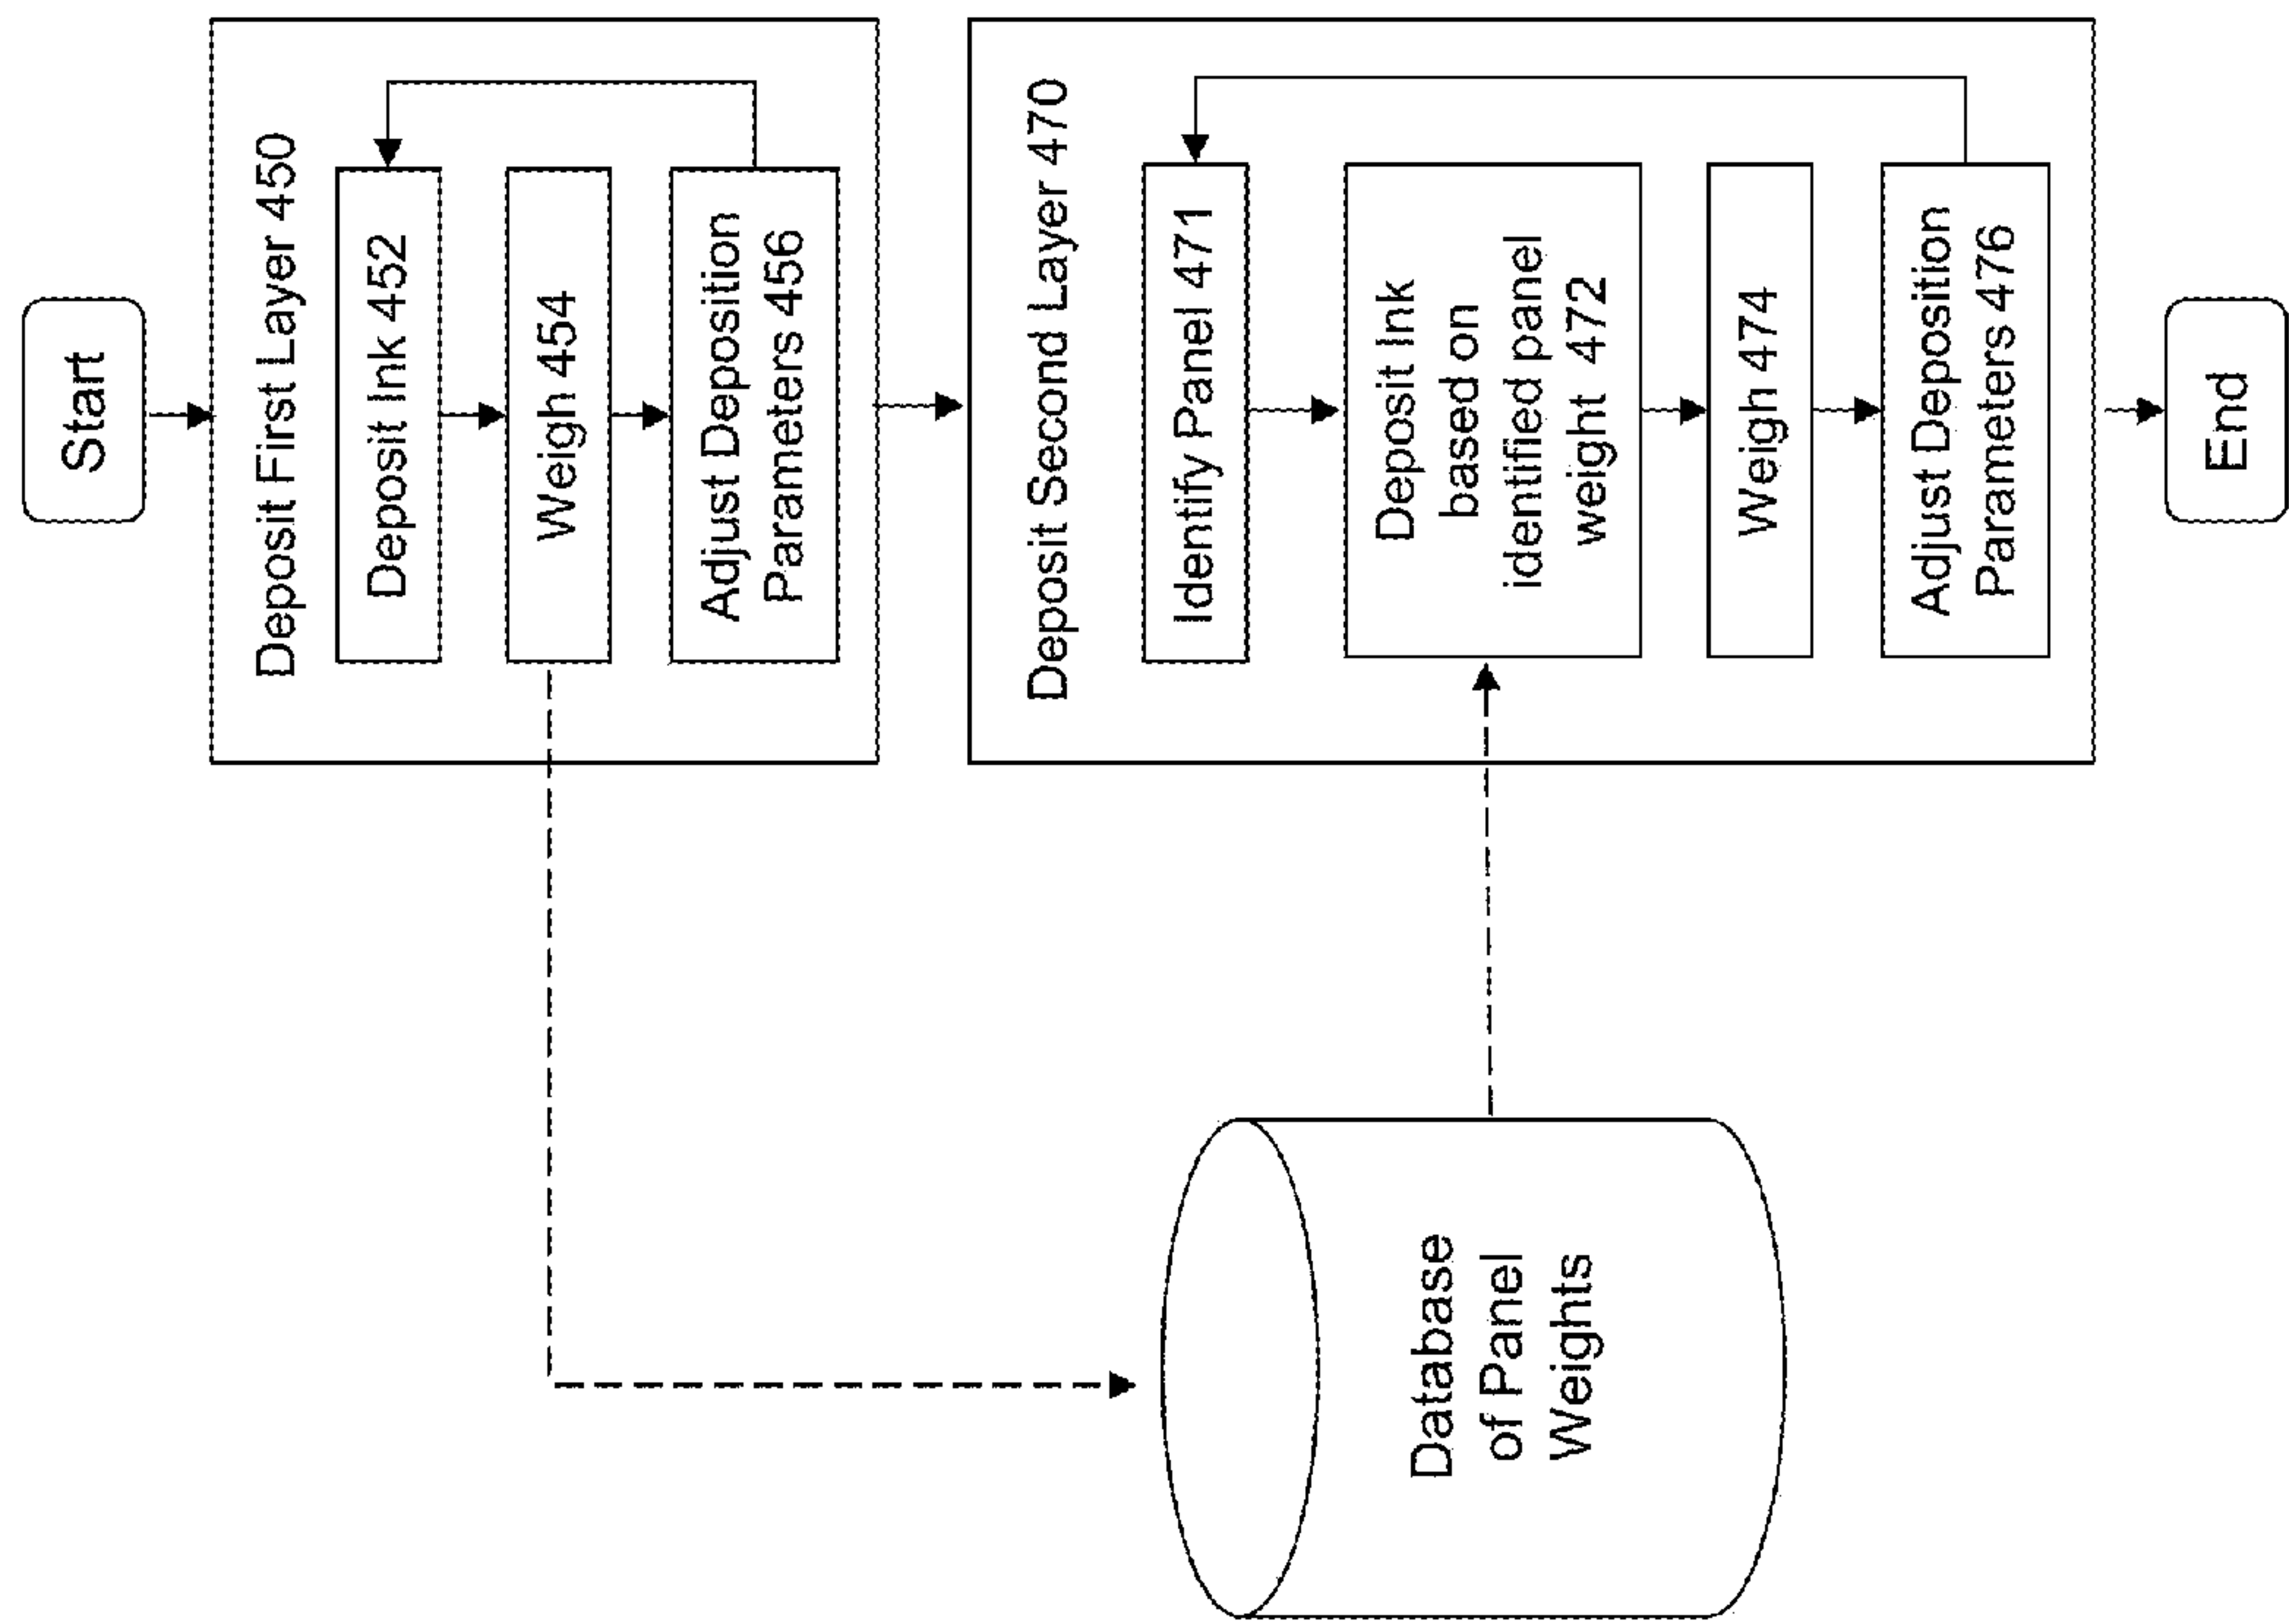 Start
Deposit First Layer 450
Deposit Ink 452
Weigh 454
Adjust Deposition
Parameters 456
Deposit Second Layer 470
Identify Panel 471
Deposit Ink
based on
identified panel
weight 472
Weigh 474
Adjust Deposition
Parameters 476
End
Database
of Panel
Weights